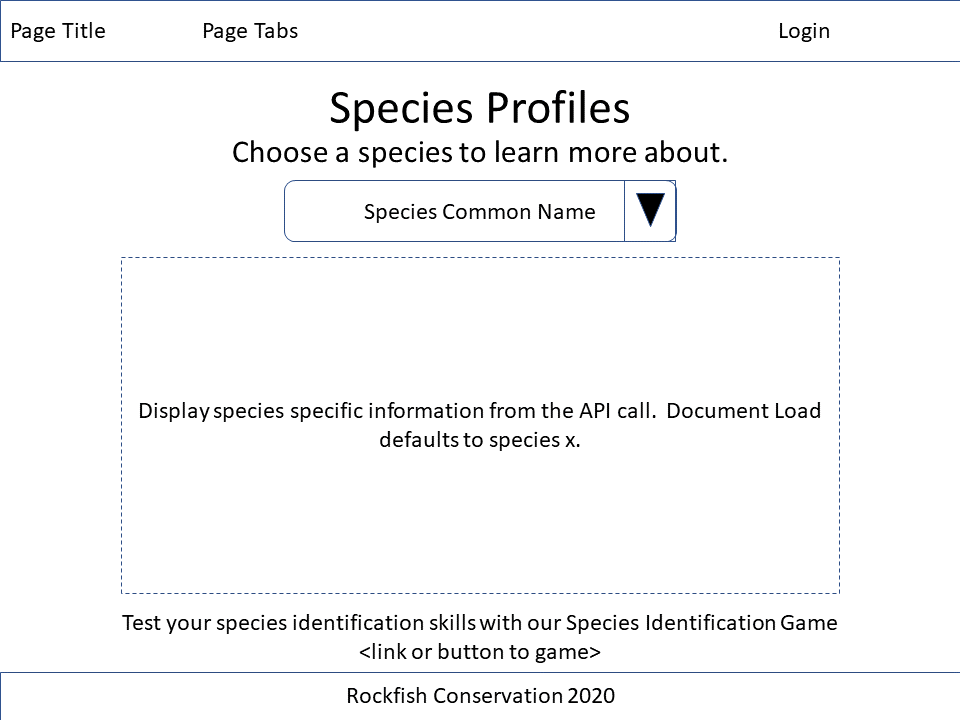 Page Title Page Tabs Login
Species Profiles
Choose a species to learn more about.
Species Common Name
Display species specific information from the API call. Document Load
defaults to species x.
Test your species identification skills with our Species Identification Game
<link or button to game>
Rockfish Conservation 2020